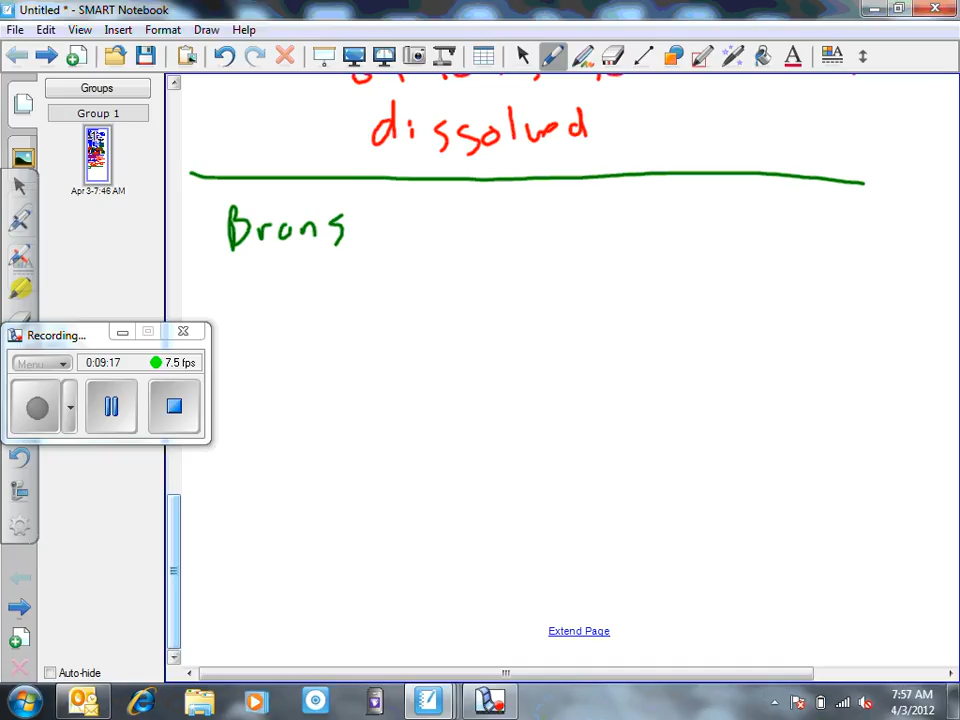 Untitled * - SMART Notebook
File Edit View Insert Format Draw Help
Groups
Group 1
Apr 3-7:46 AM
dissolved
Brons
Recording...
Menu 0:09:17 7.5 fps
Extend Page
Auto-hide
7:57 AM
4/3/2012